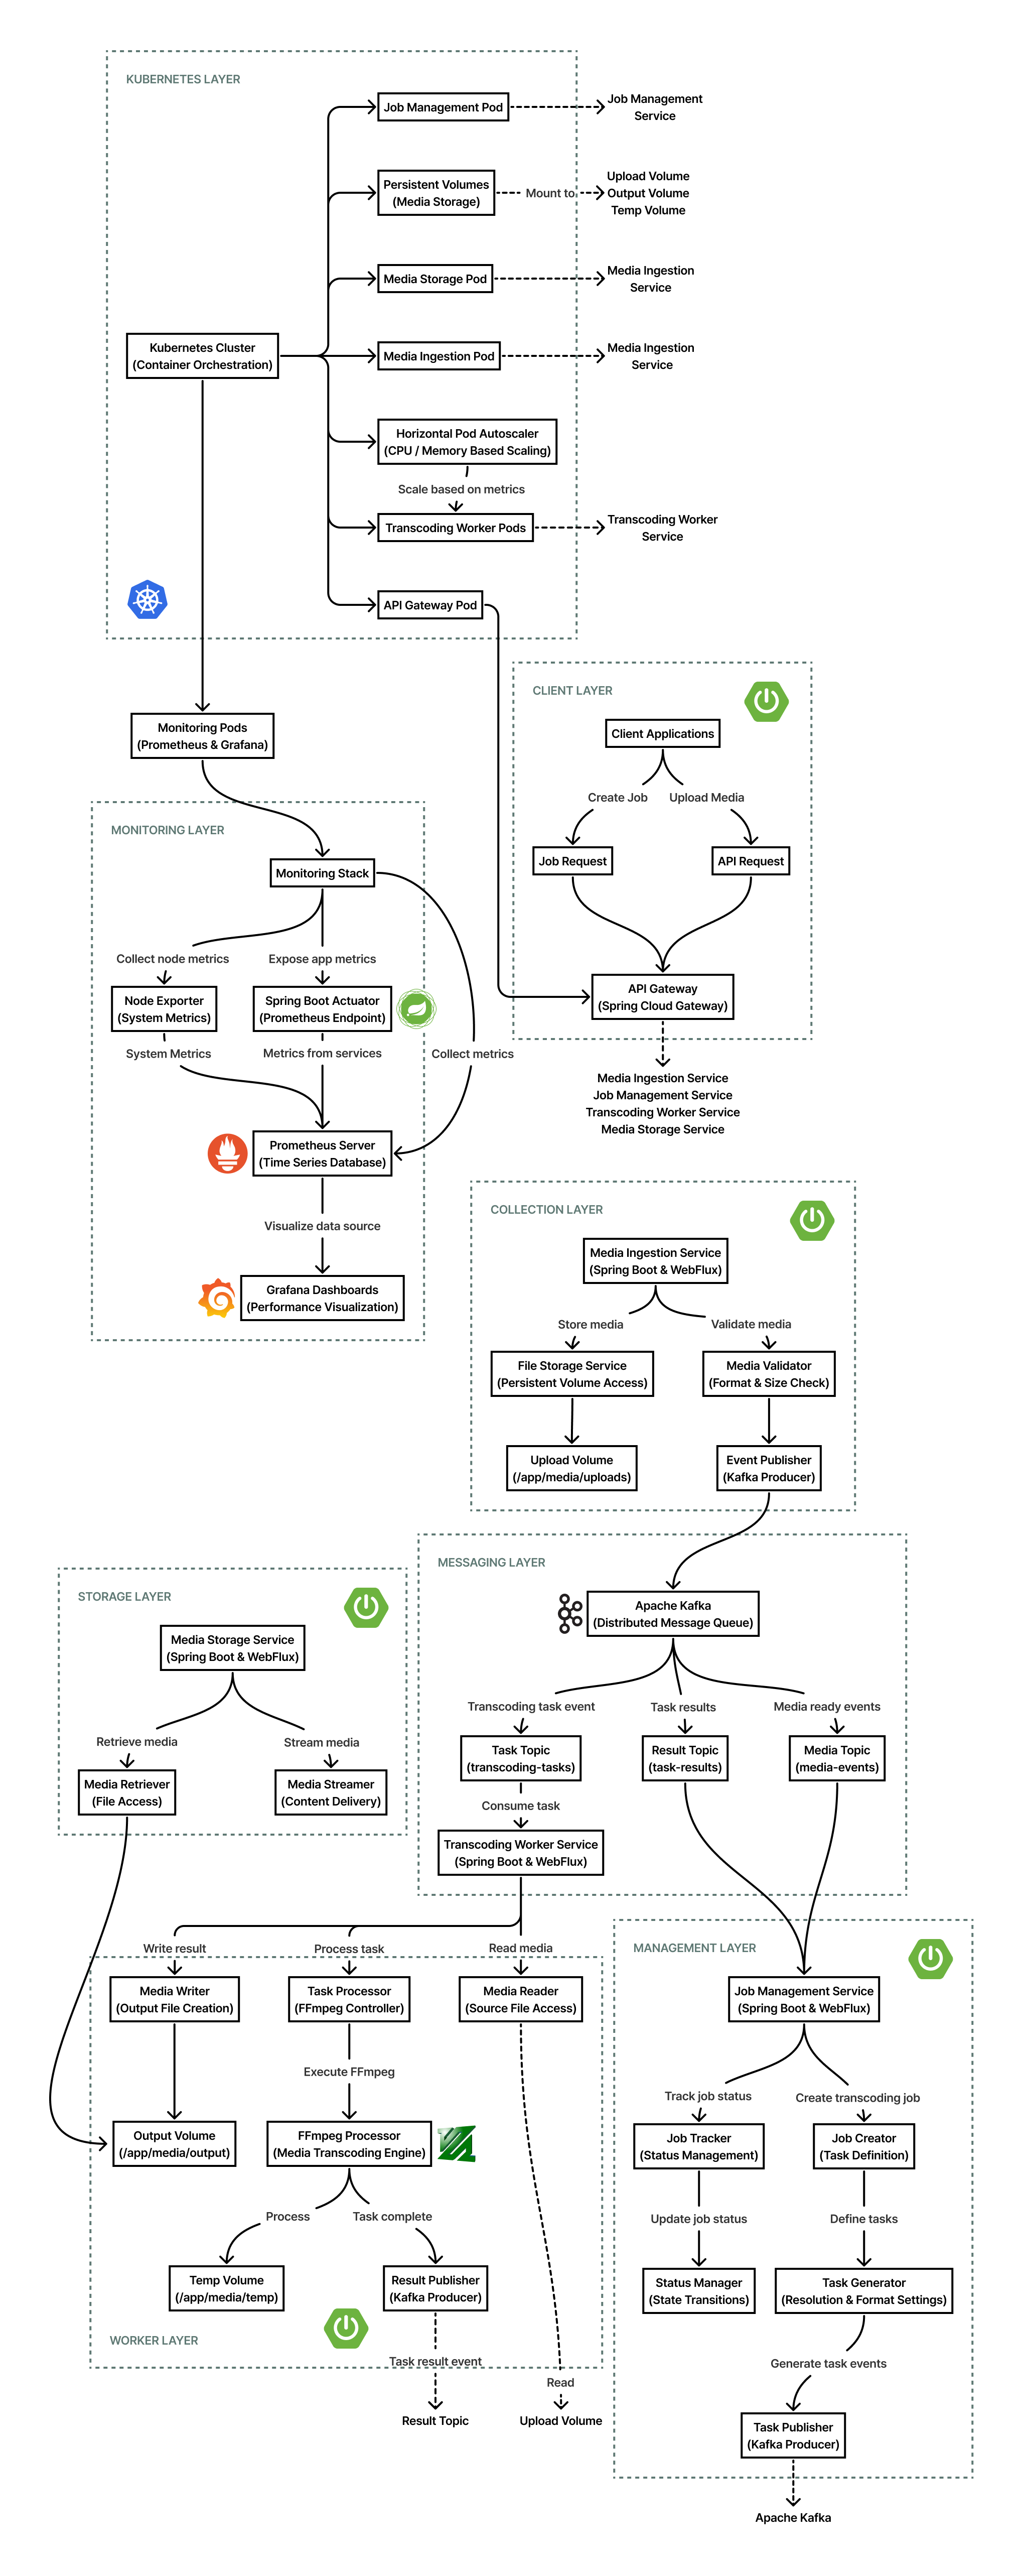 KUBERNETES LAYER
Job Management Pod
Job Management
Service
Persistent Volumes
(Media Storage)
Mount to
Upload Volume
Output Volume
Temp Volume
Media Storage Pod
Media Ingestion
Service
Kubernetes Cluster
(Container Orchestration)
Media Ingestion Pod
Media Ingestion
Service
Horizontal Pod Autoscaler
(CPU / Memory Based Scaling)
Scale based on metrics
Transcoding Worker Pods
Transcoding Worker
Service
API Gateway Pod
Monitoring Pods
(Prometheus & Grafana)
CLIENT LAYER
Client Applications
Create Job
Upload Media
Job Request
API Request
API Gateway
(Spring Cloud Gateway)
Media Ingestion Service
Job Management Service
Transcoding Worker Service
Media Storage Service
MONITORING LAYER
Monitoring Stack
Collect node metrics
Expose app metrics
Node Exporter
(System Metrics)
Spring Boot Actuator
(Prometheus Endpoint)
System Metrics
Metrics from services
Collect metrics
Prometheus Server
(Time Series Database)
Visualize data source
Grafana Dashboards
(Performance Visualization)
COLLECTION LAYER
Media Ingestion Service
(Spring Boot & WebFlux)
Store media
Validate media
File Storage Service
(Persistent Volume Access)
Media Validator
(Format & Size Check)
Upload Volume
(/app/media/uploads)
Event Publisher
(Kafka Producer)
MESSAGING LAYER
Apache Kafka
(Distributed Message Queue)
Transcoding task event
Task results
Media ready events
Task Topic
(transcoding-tasks)
Result Topic
(task-results)
Media Topic
(media-events)
Consume task
Transcoding Worker Service
(Spring Boot & WebFlux)
STORAGE LAYER
Media Storage Service
(Spring Boot & WebFlux)
Retrieve media
Stream media
Media Retriever
(File Access)
Media Streamer
(Content Delivery)
Write result
Process task
Read media
Media Writer
(Output File Creation)
Task Processor
(FFmpeg Controller)
Media Reader
(Source File Access)
Execute FFmpeg
Output Volume
(/app/media/output)
FFmpeg Processor
(Media Transcoding Engine)
Process
Task complete
Temp Volume
(/app/media/temp)
Result Publisher
(Kafka Producer)
WORKER LAYER
Task result event
Read
Result Topic
Upload Volume
MANAGEMENT LAYER
Job Management Service
(Spring Boot & WebFlux)
Track job status
Create transcoding job
Job Tracker
(Status Management)
Job Creator
(Task Definition)
Update job status
Define tasks
Status Manager
(State Transitions)
Task Generator
(Resolution & Format Settings)
Generate task events
Task Publisher
(Kafka Producer)
Apache Kafka